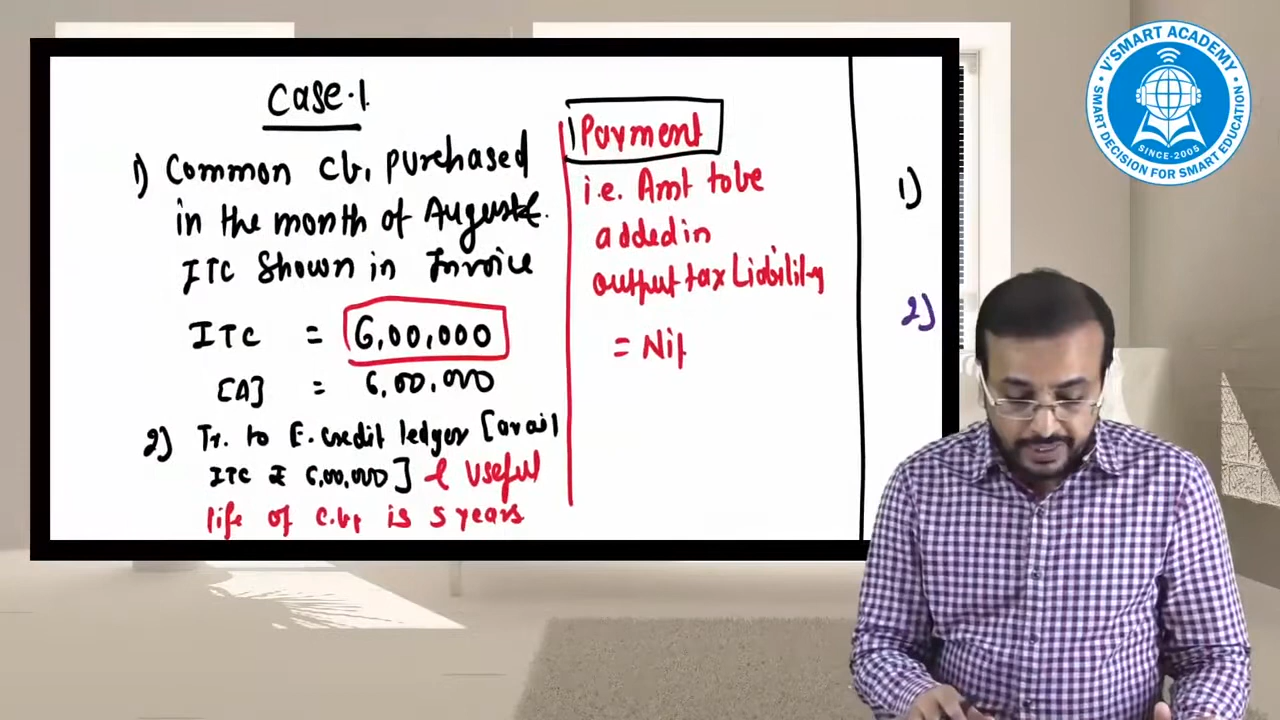 Case.1
1) Common CG, purchased
in the month of August.
ITC Shown in Invoice
ITC = 6,00,000
[A] = 6,00,000
2) Tr. to E. credit ledger [avail
ITC ₹ 6,00,000] & Useful
life of C.G, is 5 years
Payment
i.e. Amt to be
added in
output tax Liability
= Nil
1)
2)
V'SMART ACADEMY
SINCE-2005
SMART DECISION FOR SMART EDUCATION